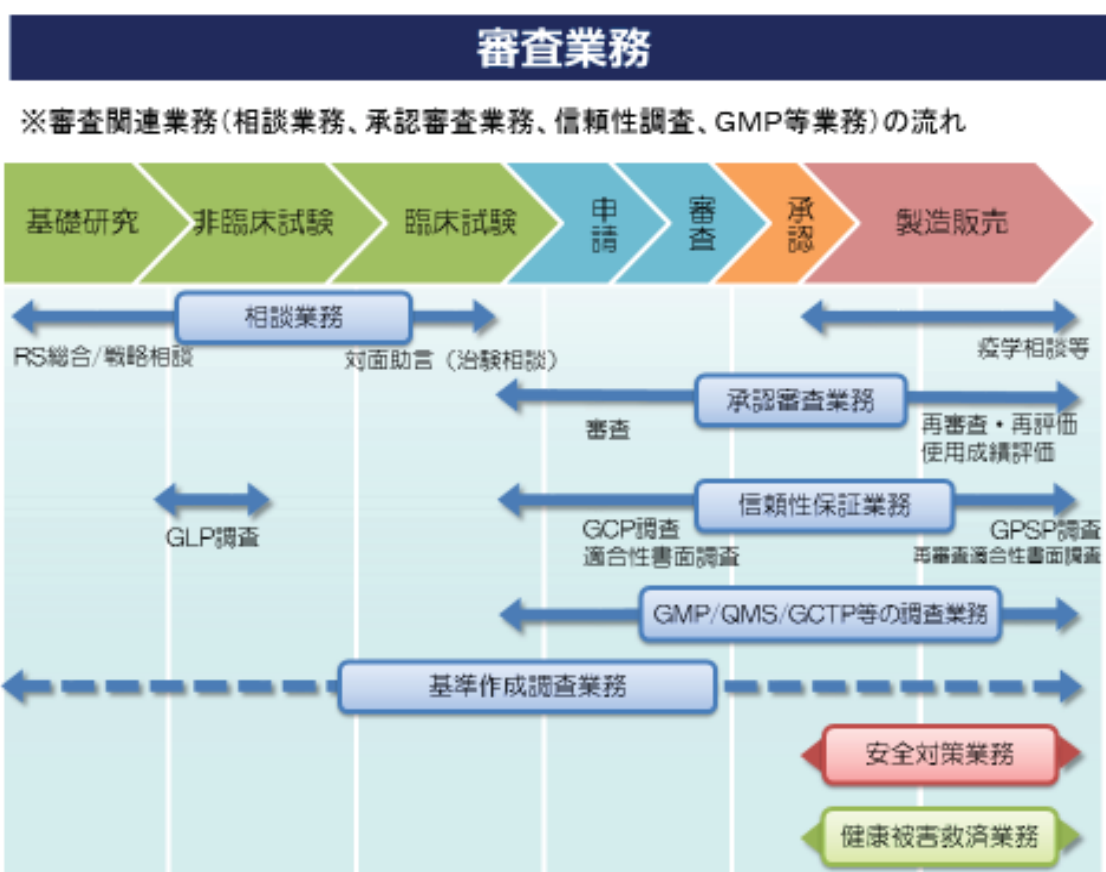 審査業務
※審査関連業務(相談業務、承認審査業務、信頼性調査、GMP等業務)の流れ
基礎研究
非臨床試験
臨床試験
申請
審査
承認
製造販売
相談業務
RS総合/戦略相談
対面助言（治験相談）
疫学相談等
承認審査業務
審査
再審査・再評価
使用成績評価
信頼性保証業務
GLP調査
GCP調査
適合性書面調査
GPSP調査
再審査適合性書面調査
GMP/QMS/GCTP等の調査業務
基準作成調査業務
安全対策業務
健康被害救済業務